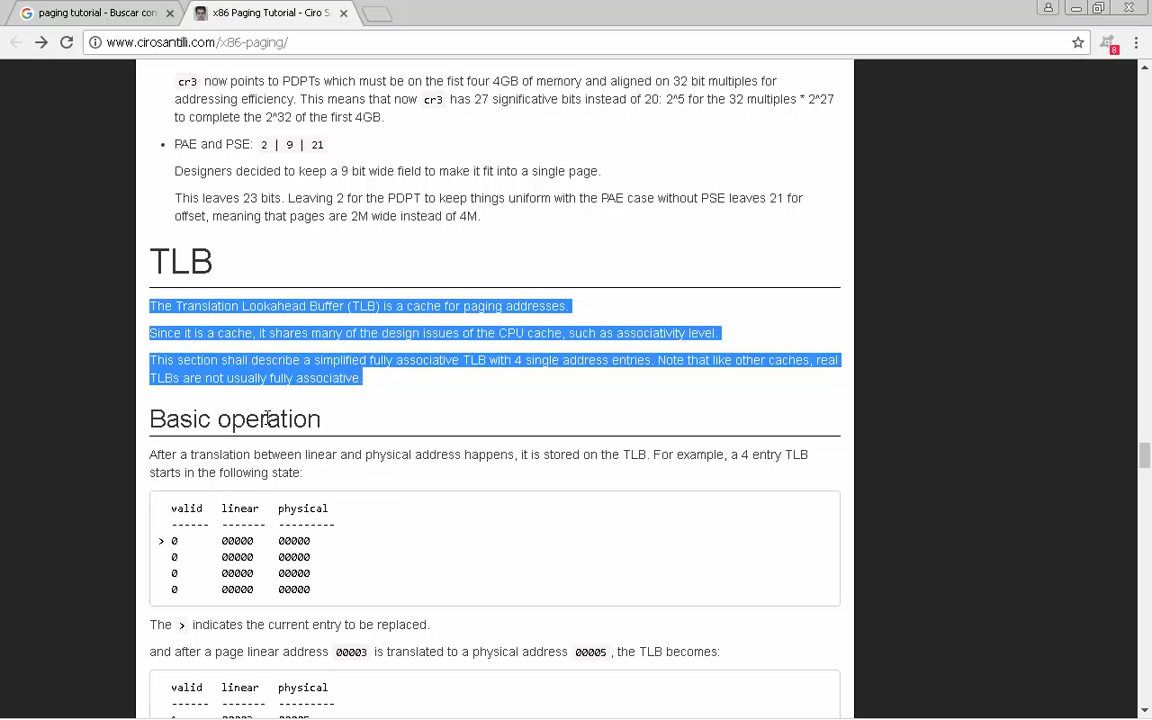 paging tutorial - Buscar con
x86 Paging Tutorial - Ciro S
www.cirosantilli.com/x86-paging/
8
cr3 now points to PDPTs which must be on the fist four 4GB of memory and aligned on 32 bit multiples for
addressing efficiency. This means that now cr3 has 27 significative bits instead of 20: 2^5 for the 32 multiples * 2^27
to complete the 2^32 of the first 4GB.
• PAE and PSE: 2 | 9 | 21
Designers decided to keep a 9 bit wide field to make it fit into a single page.
This leaves 23 bits. Leaving 2 for the PDPT to keep things uniform with the PAE case without PSE leaves 21 for
offset, meaning that pages are 2M wide instead of 4M.
TLB
The Translation Lookahead Buffer (TLB) is a cache for paging addresses.
Since it is a cache, it shares many of the design issues of the CPU cache, such as associativity level.
This section shall describe a simplified fully associative TLB with 4 single address entries. Note that like other caches, real
TLBs are not usually fully associative.
Basic operation
After a translation between linear and physical address happens, it is stored on the TLB. For example, a 4 entry TLB
starts in the following state:
valid linear physical
------ ------- ---------
> 0 00000 00000
0 00000 00000
0 00000 00000
0 00000 00000
The > indicates the current entry to be replaced.
and after a page linear address 00003 is translated to a physical address 00005 , the TLB becomes:
valid linear physical
------ ------- ---------